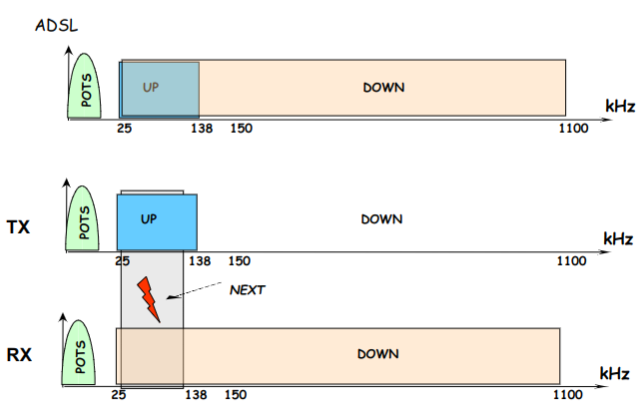 ADSL
POTS
UP
DOWN
kHz
25 138 150 1100
TX
POTS
UP
DOWN
kHz
25 138 150 1100
NEXT
RX
POTS
DOWN
kHz
25 138 150 1100